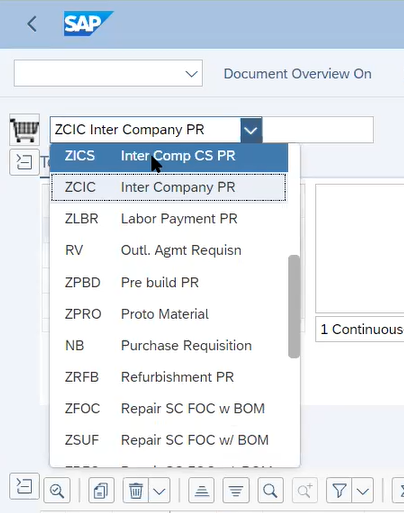 SAP
Document Overview On
ZCIC Inter Company PR
ZICS Inter Comp CS PR
ZCIC Inter Company PR
ZLBR Labor Payment PR
RV Outl. Agmt Requisn
ZPBD Pre build PR
ZPRO Proto Material
NB Purchase Requisition
1 Continuous
ZRFB Refurbishment PR
ZFOC Repair SC FOC w BOM
ZSUF Repair SC FOC w/ BOM